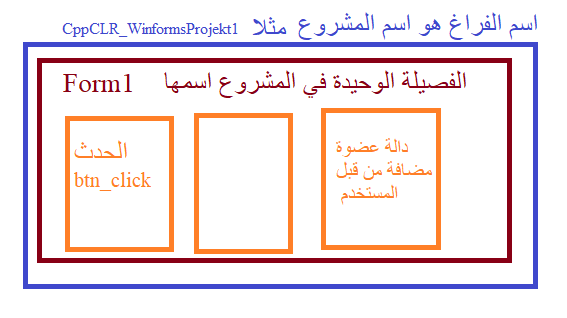 اسم الفراغ هو اسم المشروع مثلا CppCLR_WinformsProjekt1
الفصيلة الوحيدة في المشروع اسمها Form1
دالة عضوة
مضافة من قبل
المستخدم
الحدث
btn_click